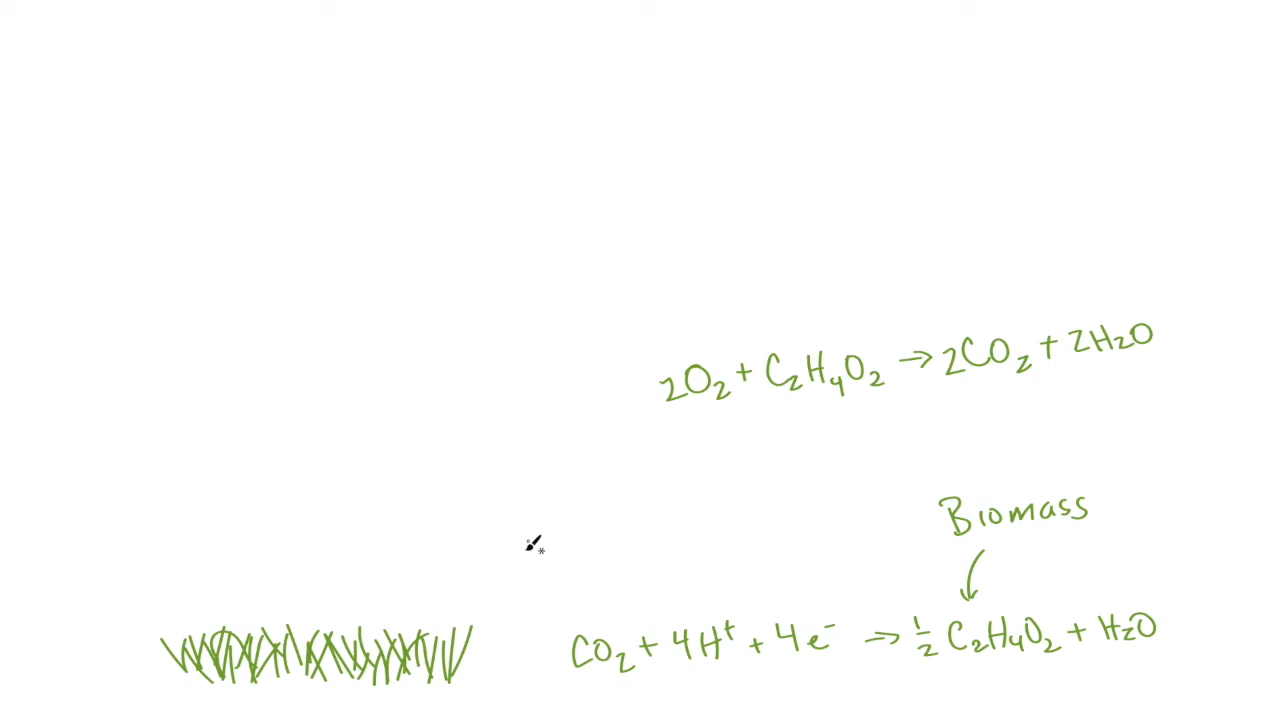 2O₂ + C₂H₄O₂ → 2CO₂ + 2H₂O
Biomass
CO₂ + 4H⁺ + 4e⁻ → ½ C₂H₄O₂ + H₂O